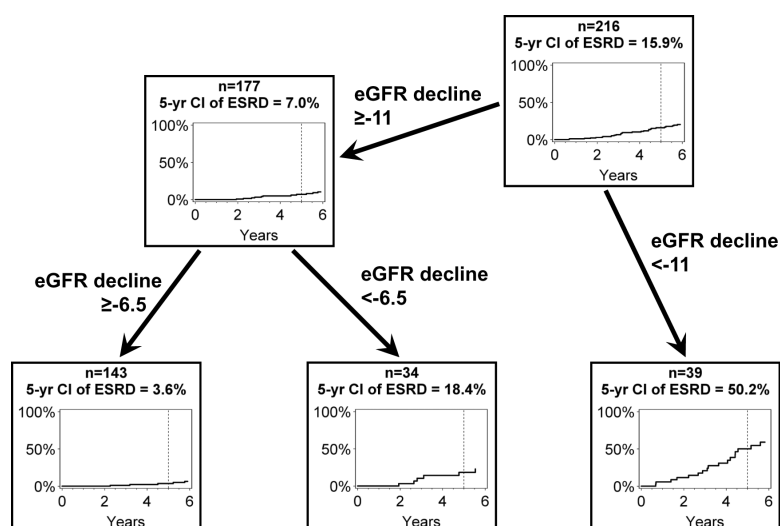 n=216
5-yr CI of ESRD = 15.9%
100%
50%
0%
0 2 4 6
Years
eGFR decline
≥-11
n=177
5-yr CI of ESRD = 7.0%
100%
50%
0%
0 2 4 6
Years
eGFR decline
<-11
eGFR decline
≥-6.5
eGFR decline
<-6.5
n=143
5-yr CI of ESRD = 3.6%
100%
50%
0%
0 2 4 6
Years
n=34
5-yr CI of ESRD = 18.4%
100%
50%
0%
0 2 4 6
Years
n=39
5-yr CI of ESRD = 50.2%
100%
50%
0%
0 2 4 6
Years